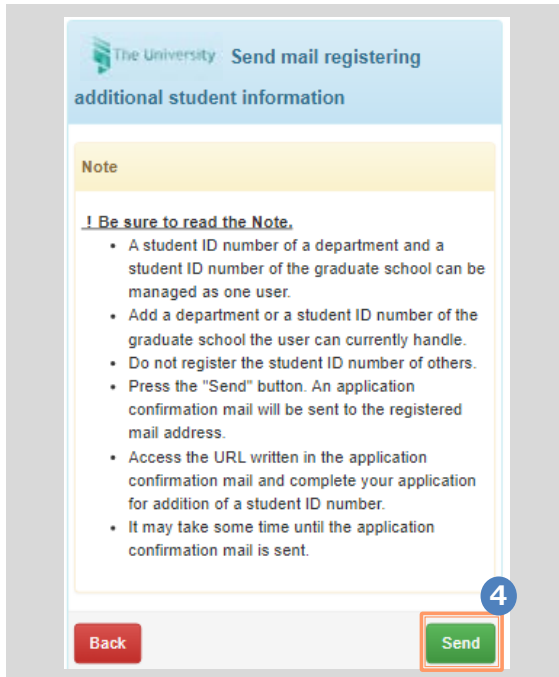 The University Send mail registering
additional student information
Note
! Be sure to read the Note.
• A student ID number of a department and a
student ID number of the graduate school can be
managed as one user.
• Add a department or a student ID number of the
graduate school the user can currently handle.
• Do not register the student ID number of others.
• Press the "Send" button. An application
confirmation mail will be sent to the registered
mail address.
• Access the URL written in the application
confirmation mail and complete your application
for addition of a student ID number.
• It may take some time until the application
confirmation mail is sent.
4
Back Send